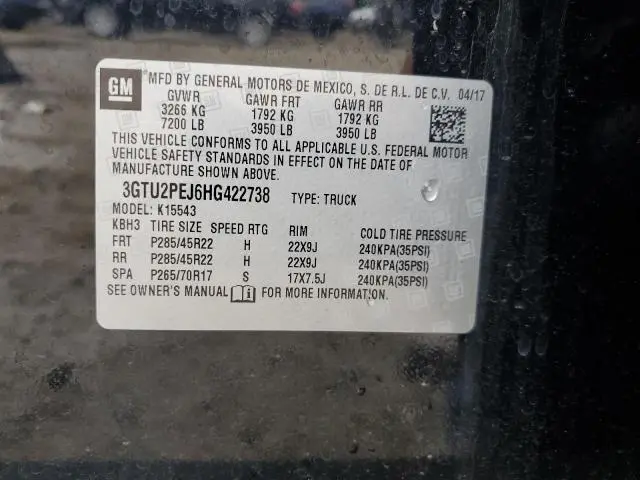 GM MFD BY GENERAL MOTORS DE MEXICO, S. DE R.L. DE C.V. 04/17
GVWR GAWR FRT GAWR RR
3266 KG 1792 KG 1792 KG
7200 LB 3950 LB 3950 LB
THIS VEHICLE CONFORMS TO ALL APPLICABLE U.S. FEDERAL MOTOR
VEHICLE SAFETY STANDARDS IN EFFECT ON THE DATE OF
MANUFACTURE SHOWN ABOVE.
3GTU2PEJ6HG422738 TYPE: TRUCK
MODEL: K15543
KBH3 TIRE SIZE SPEED RTG RIM COLD TIRE PRESSURE
FRT P285/45R22 H 22X9J 240KPA(35PSI)
RR P285/45R22 H 22X9J 240KPA(35PSI)
SPA P265/70R17 S 17X7.5J 240KPA(35PSI)
SEE OWNER'S MANUAL FOR MORE INFORMATION.